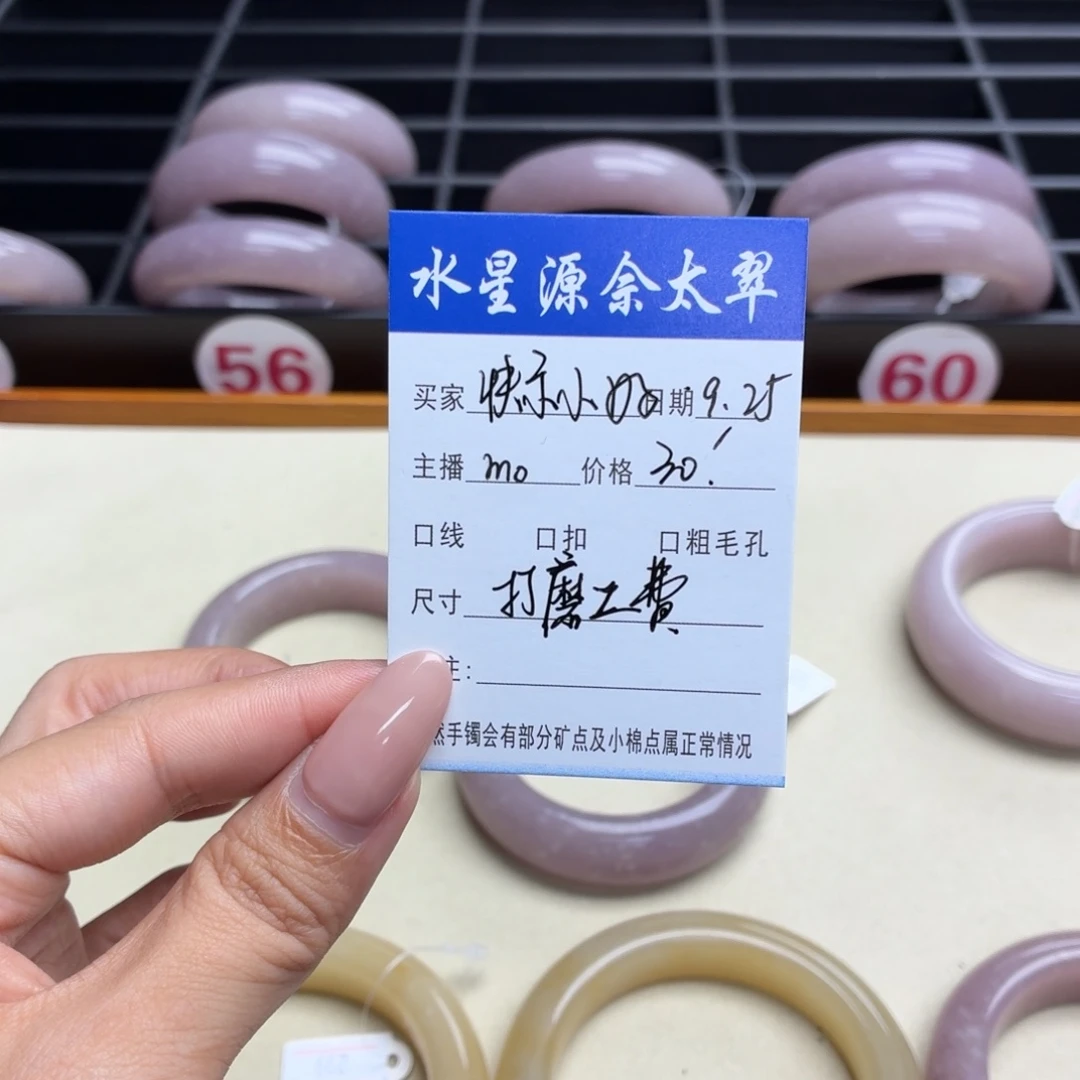 56
60
水星源佘太翠
买家 快乐小 日期 9.25
主播 mo 价格 30!
口线 口扣 口粗毛孔
尺寸 打磨工费
主:
然手镯会有部分矿点及小棉点属正常情况